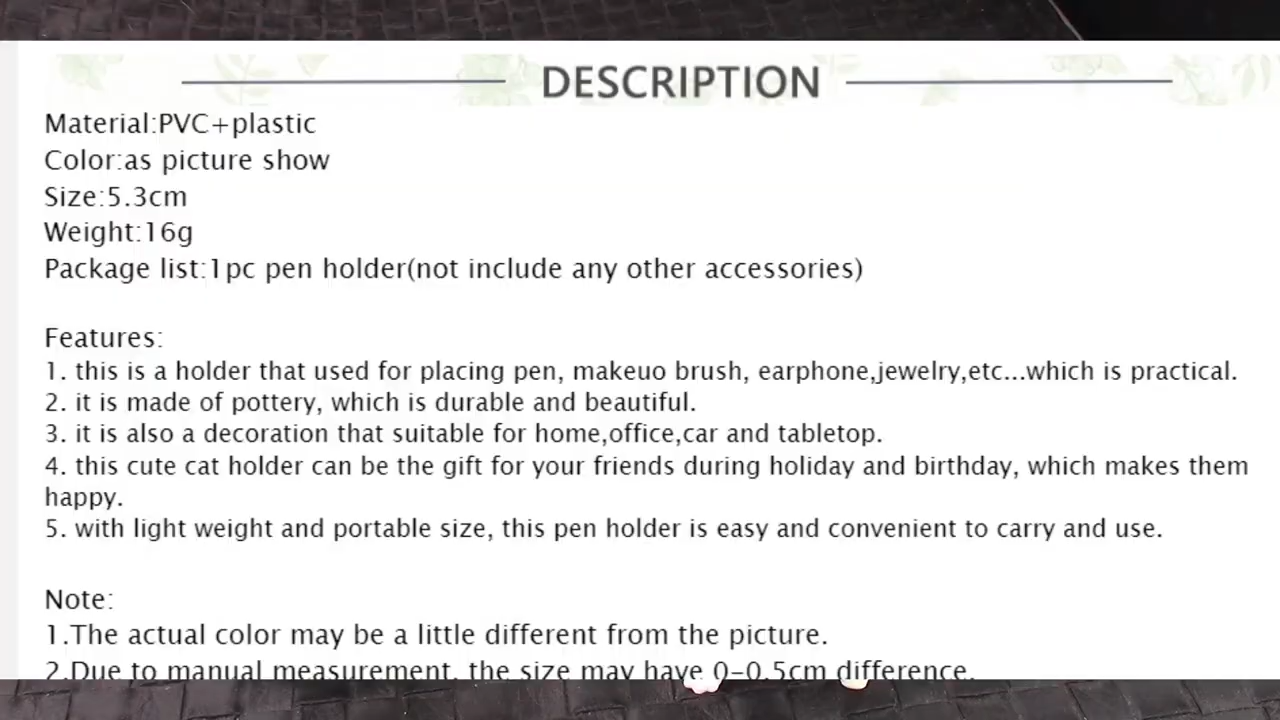 DESCRIPTION
Material:PVC+plastic
Color:as picture show
Size:5.3cm
Weight:16g
Package list:1pc pen holder(not include any other accessories)
Features:
1. this is a holder that used for placing pen, makeuo brush, earphone,jewelry,etc...which is practical.
2. it is made of pottery, which is durable and beautiful.
3. it is also a decoration that suitable for home,office,car and tabletop.
4. this cute cat holder can be the gift for your friends during holiday and birthday, which makes them
happy.
5. with light weight and portable size, this pen holder is easy and convenient to carry and use.
Note:
1.The actual color may be a little different from the picture.
2.Due to manual measurement, the size may have 0-0.5cm difference.